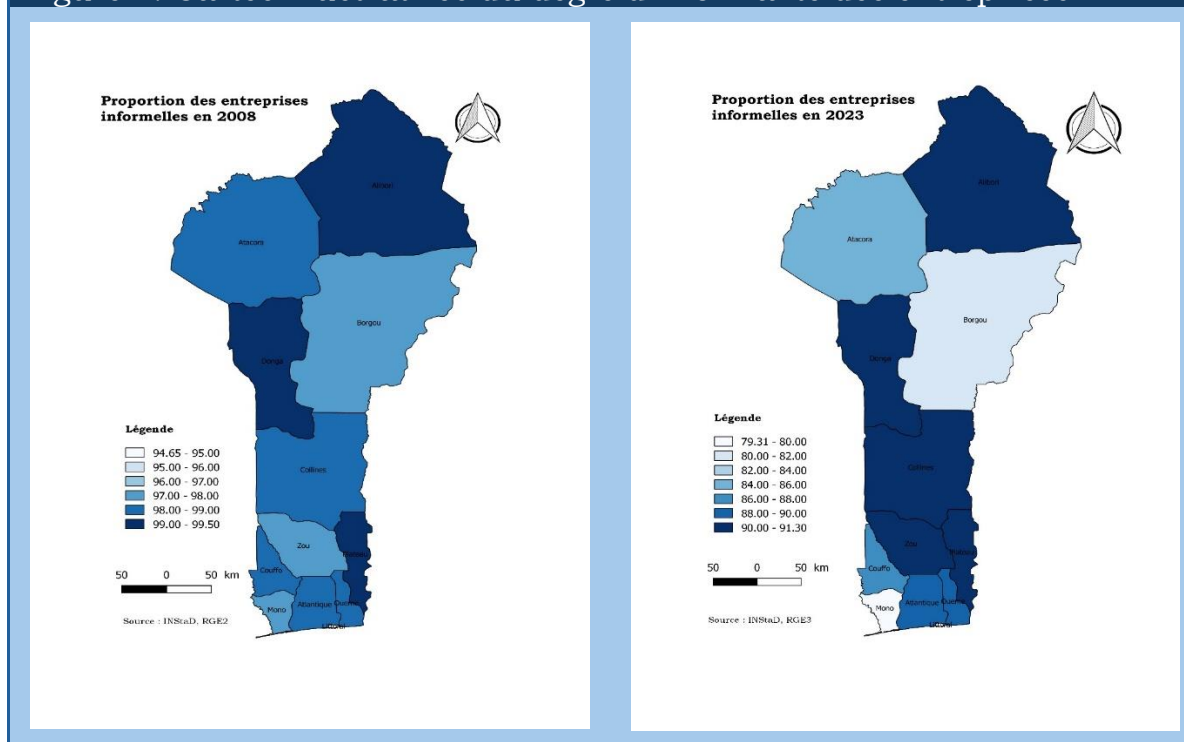 Proportion des entreprises
informelles en 2008
Alibori
Atacora
Borgou
Donga
Collines
Zou
Plateau
Couffo
Mono
Atlantique
Ouémé
Littoral
Légende
94.65 - 95.00
95.00 - 96.00
96.00 - 97.00
97.00 - 98.00
98.00 - 99.00
99.00 - 99.50
50 0 50 km
Source : INStaD, RGE2
Proportion des entreprises
informelles en 2023
Alibori
Atacora
Borgou
Donga
Collines
Zou
Plateau
Couffo
Mono
Atlantique
Ouémé
Littoral
Légende
79.31 - 80.00
80.00 - 82.00
82.00 - 84.00
84.00 - 86.00
86.00 - 88.00
88.00 - 90.00
90.00 - 91.30
50 0 50 km
Source : INStaD, RGE3